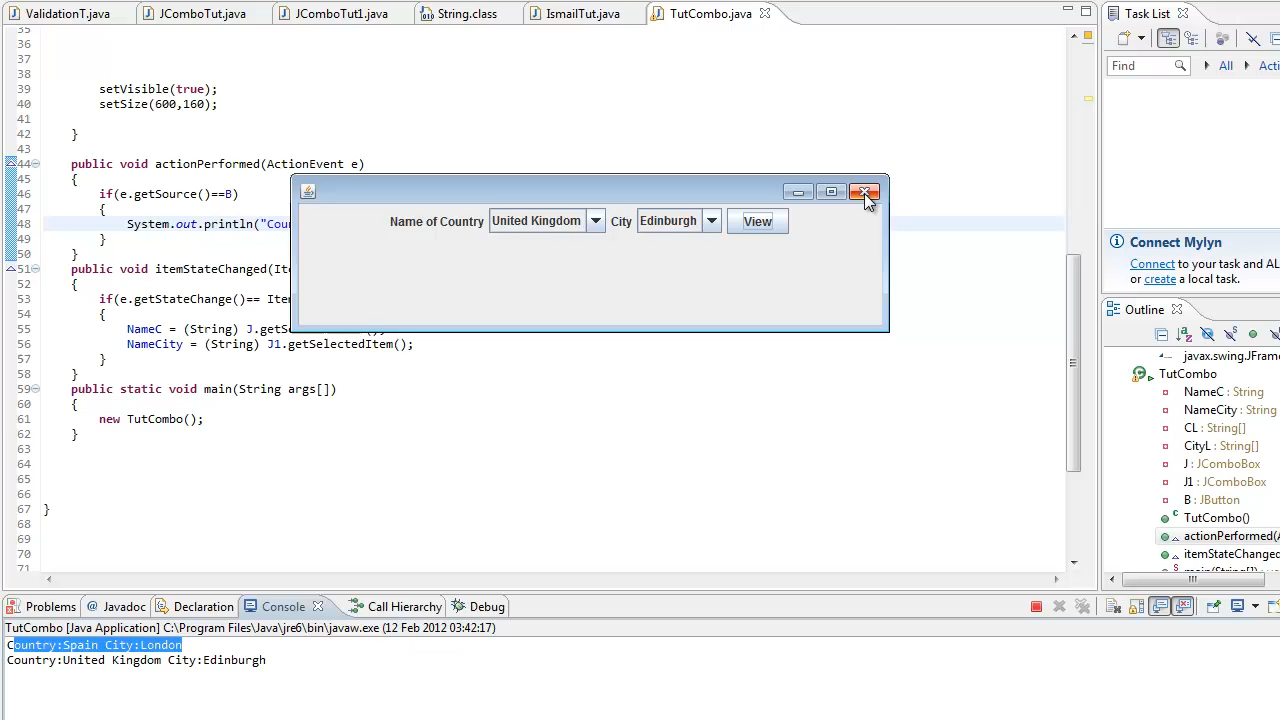 ValidationT.java
JComboTut.java
JComboTut1.java
String.class
IsmailTut.java
TutCombo.java
Task List
Find
All
Acti
35
36
37
38
39 setVisible(true);
40 setSize(600,160);
41
42 }
43
44 public void actionPerformed(ActionEvent e)
45 {
46 if(e.getSource()==B)
47 {
48 System.out.println("Cou
49 }
50 }
51 public void itemStateChanged(Ite
52 {
53 if(e.getStateChange()== Item
54 {
55 NameC = (String) J.getSe
56 NameCity = (String) J1.getSelectedItem();
57 }
58 }
59 public static void main(String args[])
60 {
61 new TutCombo();
62 }
63
64
65
66
67 }
68
69
70
71
Name of Country United Kingdom City Edinburgh View
Connect Mylyn
Connect to your task and AL
or create a local task.
Outline
javax.swing.JFrame
TutCombo
NameC : String
NameCity : String
CL : String[]
CityL : String[]
J : JComboBox
J1 : JComboBox
B : JButton
TutCombo()
actionPerformed(A
itemStateChanged
Problems
@ Javadoc
Declaration
Console
Call Hierarchy
Debug
TutCombo [Java Application] C:\Program Files\Java\jre6\bin\javaw.exe (12 Feb 2012 03:42:17)
Country:Spain City:London
Country:United Kingdom City:Edinburgh